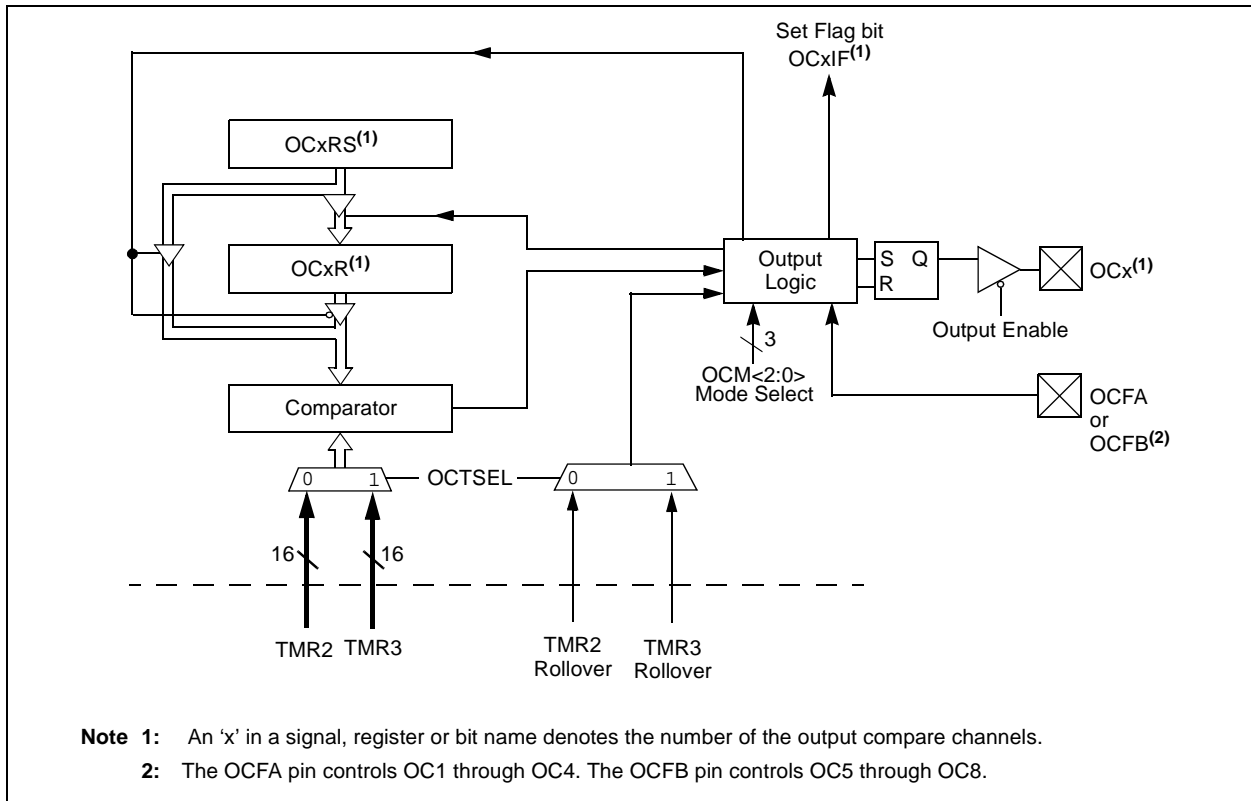 Set Flag bit
OCxIF(1)
OCxRS(1)
OCxR(1)
Output
Logic
S Q
R
OCx(1)
Output Enable
3
OCM<2:0>
Mode Select
OCFA
or
OCFB(2)
Comparator
0 1
OCTSEL
0 1
16
16
TMR2
TMR3
TMR2
Rollover
TMR3
Rollover
Note 1: An ‘x’ in a signal, register or bit name denotes the number of the output compare channels.
2: The OCFA pin controls OC1 through OC4. The OCFB pin controls OC5 through OC8.